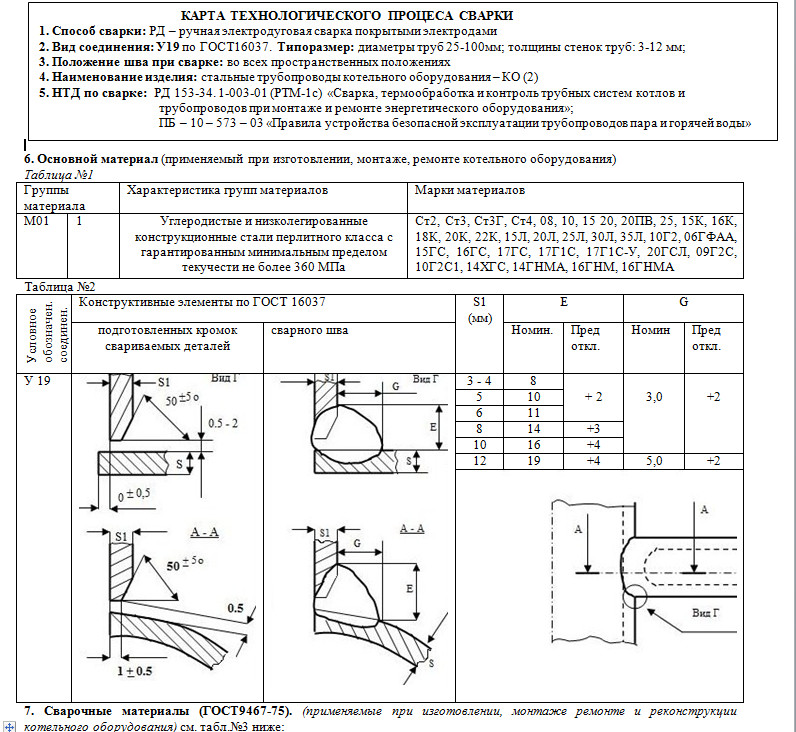 КАРТА ТЕХНОЛОГИЧЕСКОГО ПРОЦЕСА СВАРКИ
1. Способ сварки: РД – ручная электродуговая сварка покрытыми электродами
2. Вид соединения: У19 по ГОСТ16037. Типоразмер: диаметры труб 25-100мм; толщины стенок труб: 3-12 мм;
3. Положение шва при сварке: во всех пространственных положениях
4. Наименование изделия: стальные трубопроводы котельного оборудования – КО (2)
5. НТД по сварке: РД 153-34. 1-003-01 (РТМ-1с) «Сварка, термообработка и контроль трубных систем котлов и
трубопроводов при монтаже и ремонте энергетического оборудования»;
ПБ – 10 – 573 – 03 «Правила устройства безопасной эксплуатации трубопроводов пара и горячей воды»
6. Основной материал (применяемый при изготовлении, монтаже, ремонте котельного оборудования)
Таблица №1
Группы материала
Характеристика групп материалов
Марки материалов
М01
1
Углеродистые и низколегированные
конструкционные стали перлитного класса с
гарантированным минимальным пределом
текучести не более 360 МПа
Ст2, Ст3, Ст3Г, Ст4, 08, 10, 15 20, 20ПВ, 25, 15К, 16К,
18К, 20К, 22К, 15Л, 20Л, 25Л, 30Л, 35Л, 10Г2, 06ГФАА,
15ГС, 16ГС, 17ГС, 17Г1С, 17Г1С-У, 20ГСЛ, 09Г2С,
10Г2С1, 14ХГС, 14ГНМА, 16ГНМ, 16ГНМА
Таблица №2
Условное
обозначен.
соединен.
Конструктивные элементы по ГОСТ 16037
S1
(мм)
E
G
подготовленных кромок
свариваемых деталей
сварного шва
Номин.
Пред
откл.
Номин
Пред
откл.
У 19
S1
Вид Г
50 ±5 o
0.5 - 2
S
0 ± 0,5
S1
G
Вид Г
E
S
3 - 4
8
+ 2
3,0
+2
5
10
6
11
8
14
+3
10
16
+4
12
19
+4
5,0
+2
S1
А - А
50 ±5 o
0.5
1 ± 0.5
S1
G
А - А
E
S
А
А
Вид Г
7. Сварочные материалы (ГОСТ9467-75). (применяемые при изготовлении, монтаже ремонте и реконструкции
котельного оборудования) см. табл.№3 ниже: